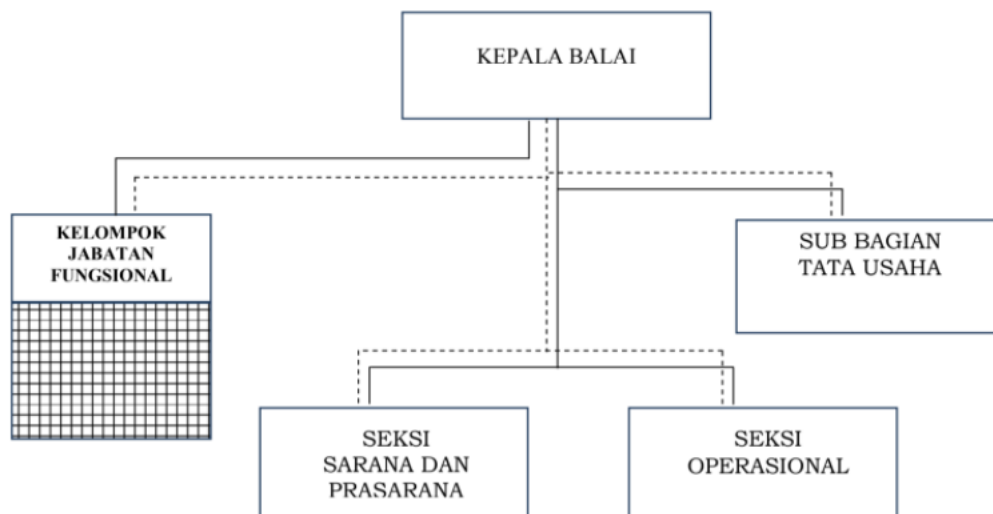 KEPALA BALAI
KELOMPOK
JABATAN
FUNGSIONAL
SUB BAGIAN
TATA USAHA
SEKSI
SARANA DAN
PRASARANA
SEKSI
OPERASIONAL